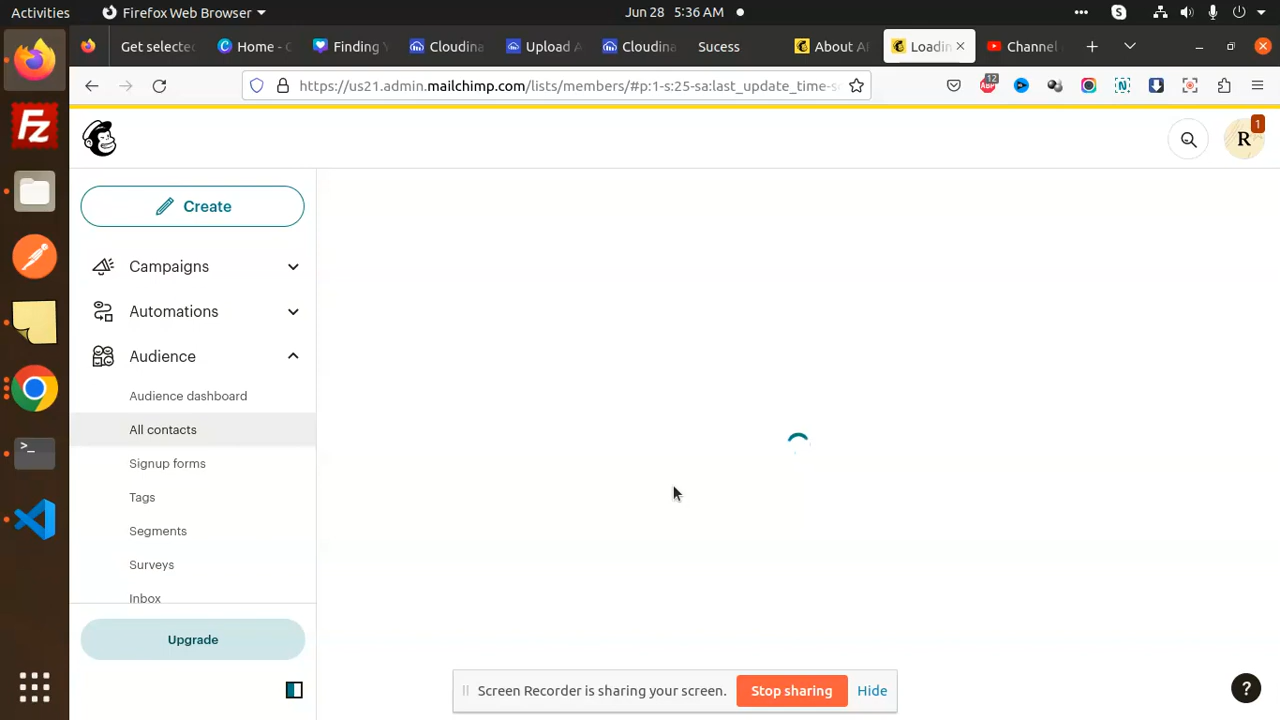 Activities
Firefox Web Browser
Jun 28 5:36 AM
Get selecte
Home - C
Finding Y
Cloudina
Upload A
Cloudina
Sucess
About AP
Loadin
Channel
https://us21.admin.mailchimp.com/lists/members/#p:1-s:25-sa:last_update_time-s
12
R
1
Create
Campaigns
Automations
Audience
Audience dashboard
All contacts
Signup forms
Tags
Segments
Surveys
Inbox
Upgrade
Screen Recorder is sharing your screen.
Stop sharing
Hide
?